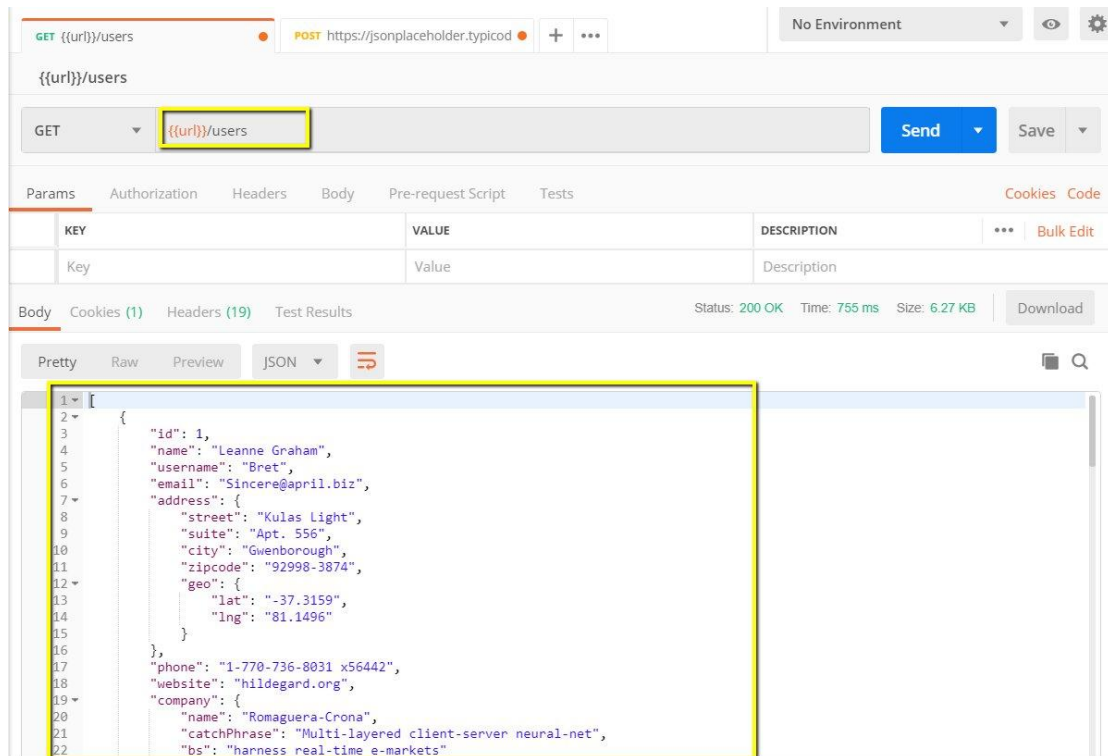 GET {{url}}/users POST https://jsonplaceholder.typicod + ••• No Environment
{{url}}/users
GET {{url}}/users Send Save
Params Authorization Headers Body Pre-request Script Tests Cookies Code
KEY VALUE DESCRIPTION ••• Bulk Edit
Key Value Description
Body Cookies (1) Headers (19) Test Results Status: 200 OK Time: 755 ms Size: 6.27 KB Download
Pretty Raw Preview JSON
1 [
2 {
3 "id": 1,
4 "name": "Leanne Graham",
5 "username": "Bret",
6 "email": "Sincere@april.biz",
7 "address": {
8 "street": "Kulas Light",
9 "suite": "Apt. 556",
10 "city": "Gwenborough",
11 "zipcode": "92998-3874",
12 "geo": {
13 "lat": "-37.3159",
14 "lng": "81.1496"
15 }
16 },
17 "phone": "1-770-736-8031 x56442",
18 "website": "hildegard.org",
19 "company": {
20 "name": "Romaguera-Crona",
21 "catchPhrase": "Multi-layered client-server neural-net",
22 "bs": "harness real-time e-markets"